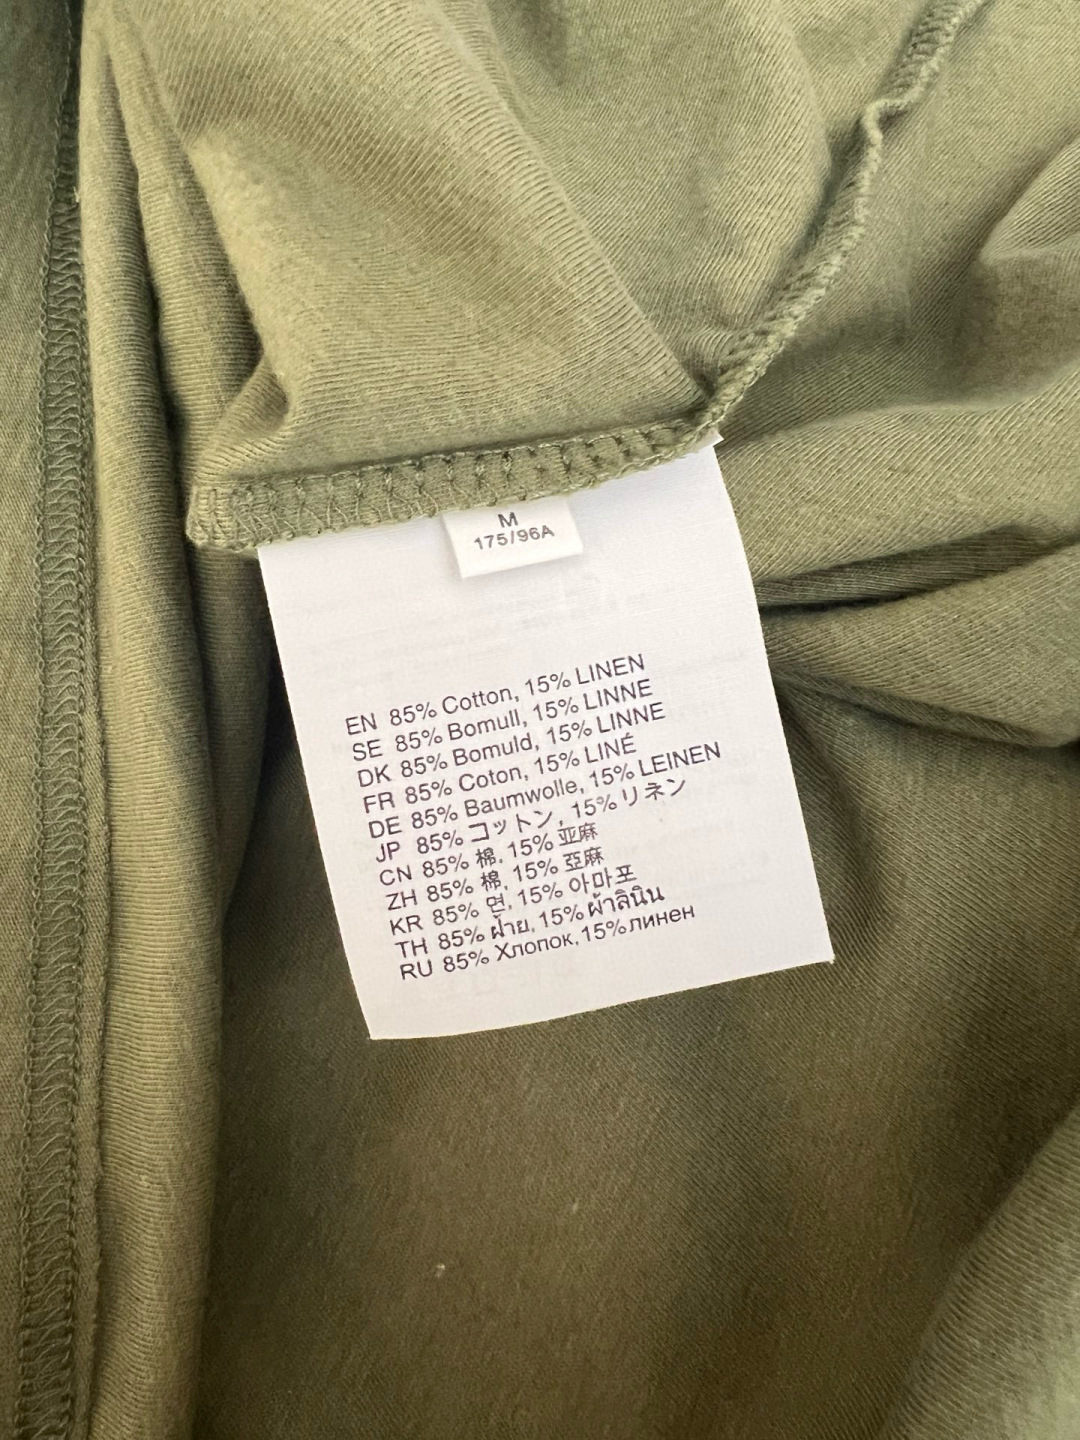 M
175/96A
EN 85% Cotton, 15% LINEN
SE 85% Bomull, 15% LINNE
DK 85% Bomuld, 15% LINNE
FR 85% Coton, 15% LINÉ
DE 85% Baumwolle, 15% LEINEN
JP 85% コットン, 15% リネン
CN 85% 棉, 15% 亚麻
ZH 85% 棉, 15% 亞麻
KR 85% 면, 15% 아마포
TH 85% ฝ้าย, 15% ผ้าลินิน
RU 85% Хлопок, 15% линен